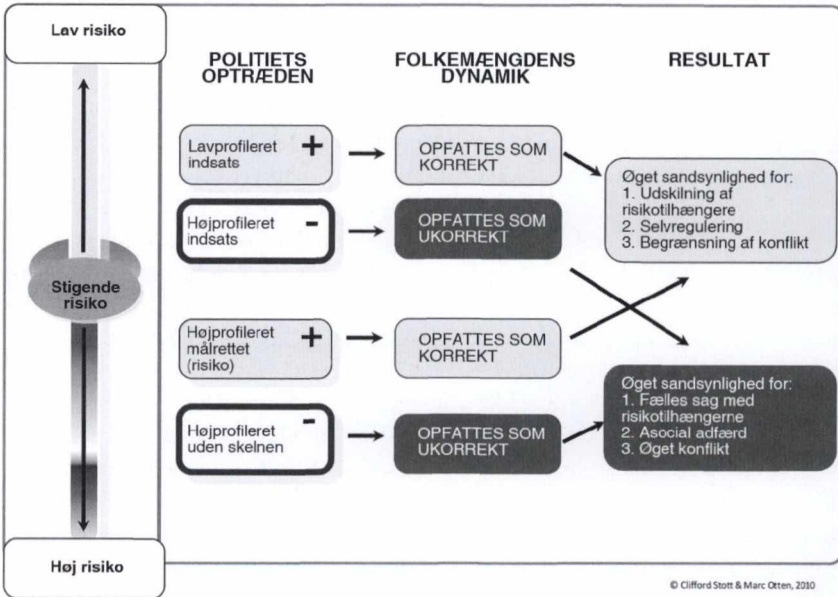 Lav risiko
POLITIETS
OPTRÆDEN
FOLKEMÆNGDENS
DYNAMIK
RESULTAT
Lavprofileret
indsats
+
OPFATTES SOM
KORREKT
Højprofileret
indsats
-
OPFATTES SOM
UKORREKT
Øget sandsynlighed for:
1. Udskilning af
risikotilhængere
2. Selvregulering
3. Begrænsning af konflikt
Stigende
risiko
Højprofileret
målrettet
(risiko)
+
OPFATTES SOM
KORREKT
Højprofileret
uden skelnen
-
OPFATTES SOM
UKORREKT
Øget sandsynlighed for:
1. Fælles sag med
risikotilhængerne
2. Asocial adfærd
3. Øget konflikt
Høj risiko
© Clifford Stott & Marc Otten, 2010